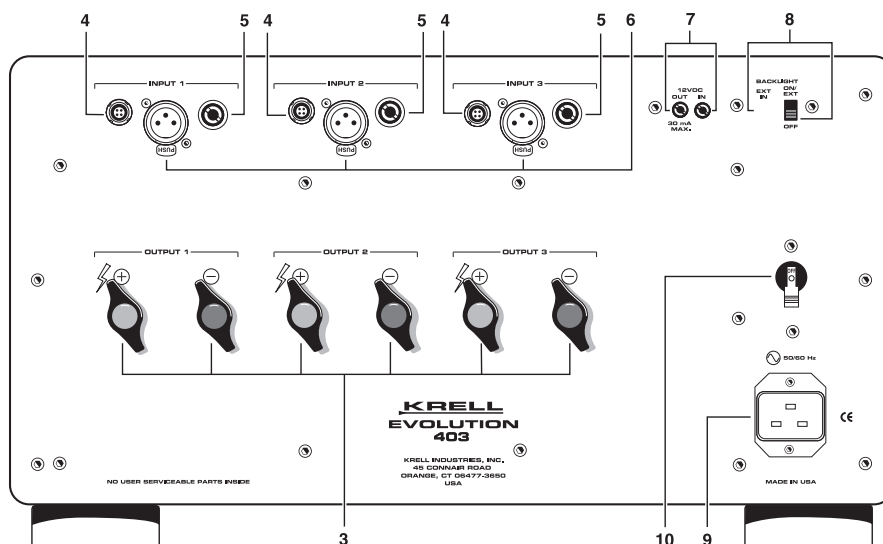 4 5 4 5 4 5 6 7 8
INPUT 1 INPUT 2 INPUT 3
12VDC
OUT IN
30 mA
MAX.
BACKLIGHT
EXT
IN
ON/
EXT
OFF
PUSH PUSH PUSH
OUTPUT 1 OUTPUT 2 OUTPUT 3
+ − + − + −
OFF
10
50/60 Hz
CE
9
KRELL
EVOLUTION
403
KRELL INDUSTRIES, INC.
45 CONNAIR ROAD
ORANGE, CT 06477-3650
USA
NO USER SERVICEABLE PARTS INSIDE
MADE IN USA
3 10 9